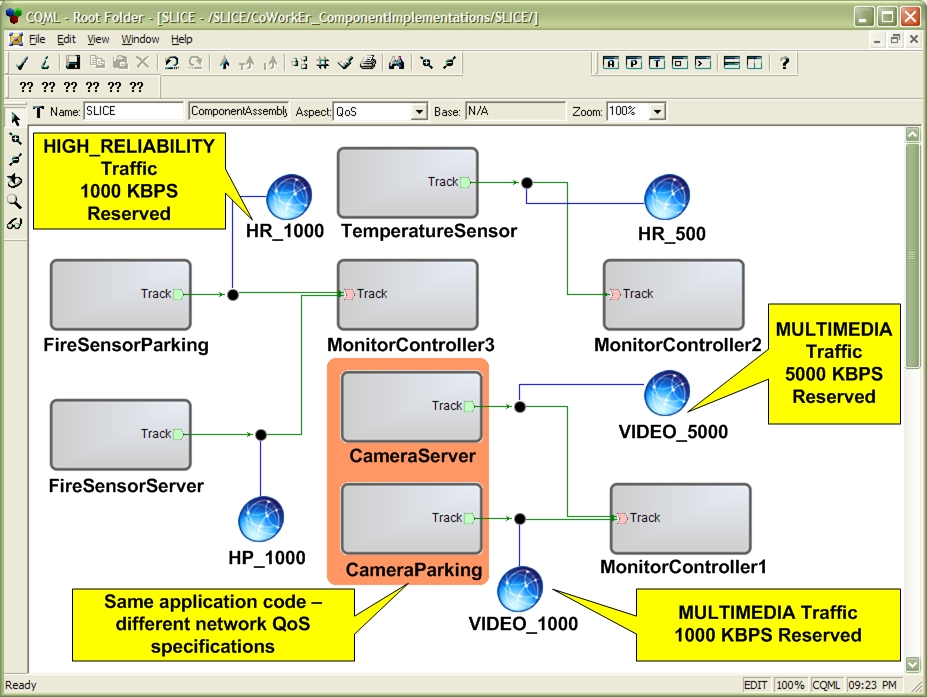 CQML - Root Folder - [SLICE - /SLICE/CoWorkEr_ComponentImplementations/SLICE/]
File Edit View Window Help
?? ?? ?? ?? ?? ??
Name: SLICE ComponentAssembly Aspect: QoS Base: N/A Zoom: 100%
HIGH_RELIABILITY
Traffic
1000 KBPS
Reserved
HR_1000
Track
TemperatureSensor
HR_500
Track
FireSensorParking
Track
MonitorController3
Track
MonitorController2
MULTIMEDIA
Traffic
5000 KBPS
Reserved
Track
CameraServer
VIDEO_5000
Track
FireSensorServer
HP_1000
Track
CameraParking
Track
MonitorController1
VIDEO_1000
Same application code –
different network QoS
specifications
MULTIMEDIA Traffic
1000 KBPS Reserved
Ready EDIT 100% CQML 09:23 PM